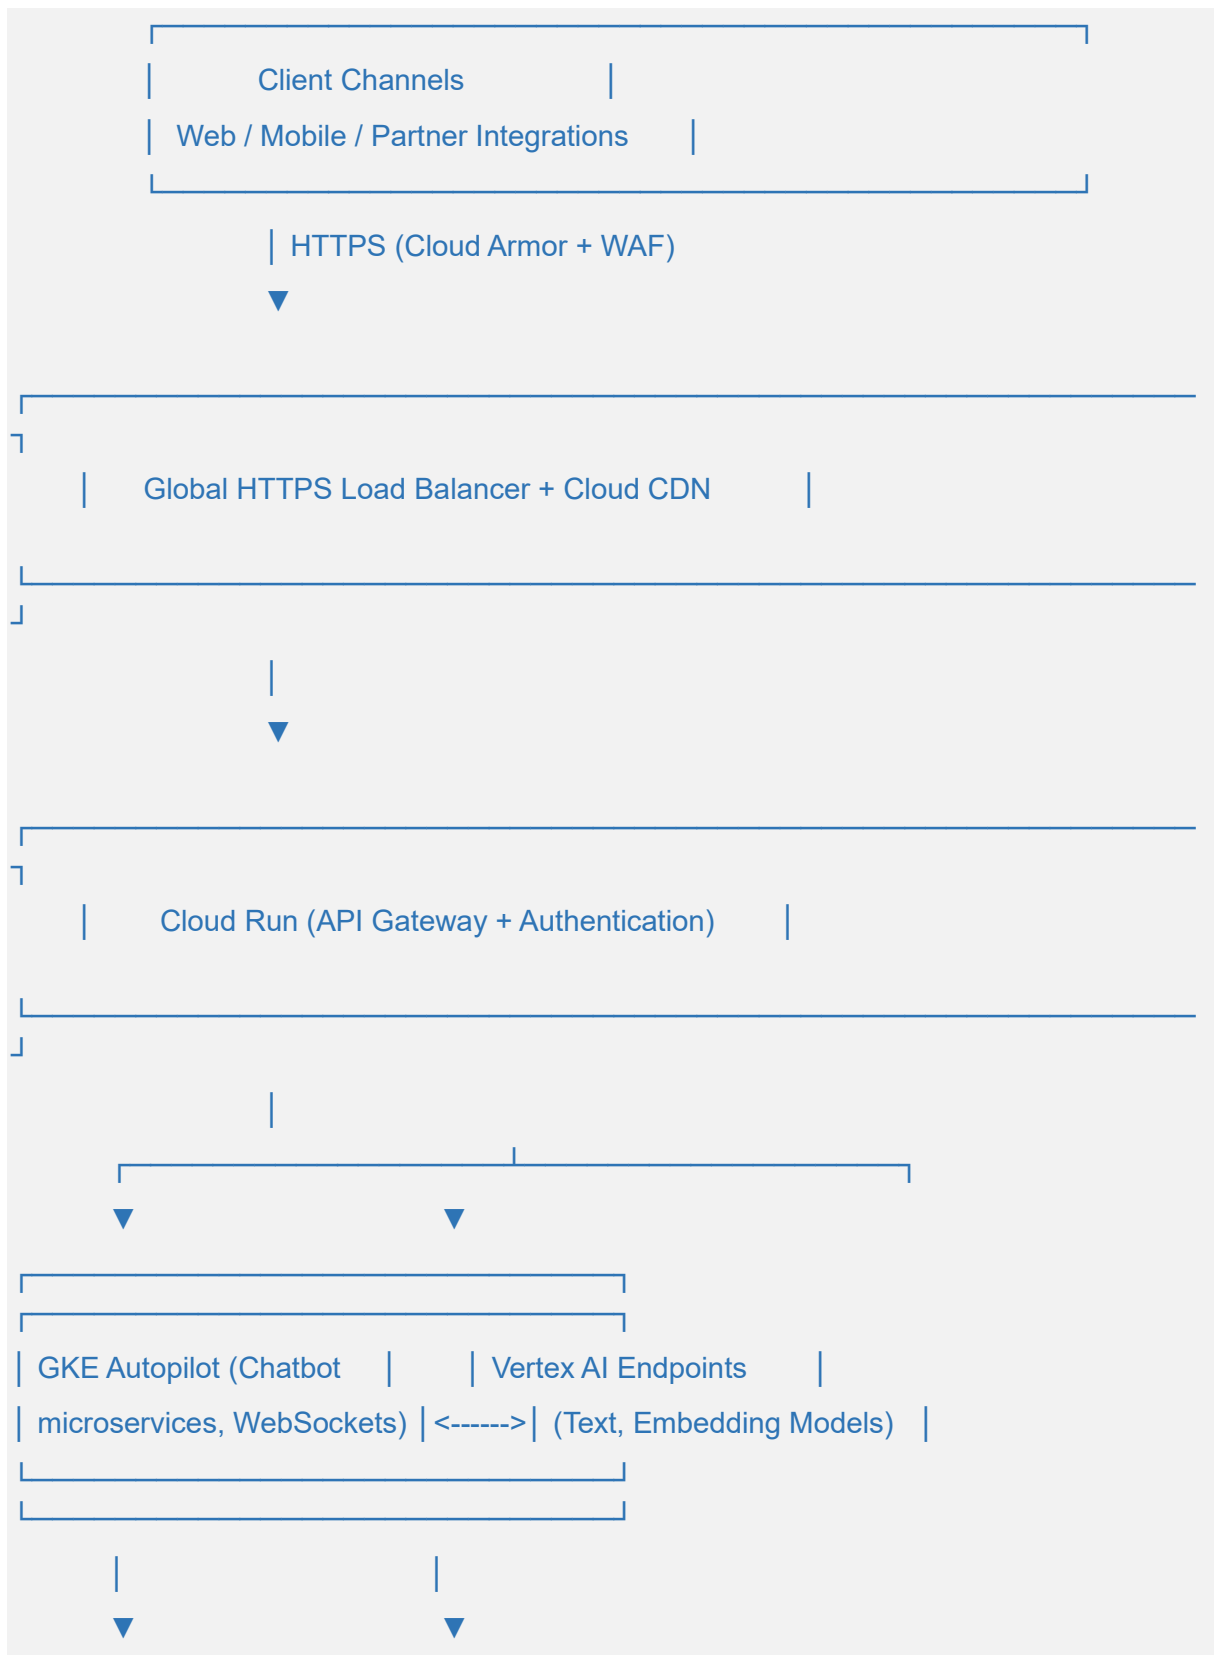 Client Channels
Web / Mobile / Partner Integrations
HTTPS (Cloud Armor + WAF)
Global HTTPS Load Balancer + Cloud CDN
Cloud Run (API Gateway + Authentication)
GKE Autopilot (Chatbot │ │ Vertex AI Endpoints
microservices, WebSockets) │<------>│ (Text, Embedding Models)